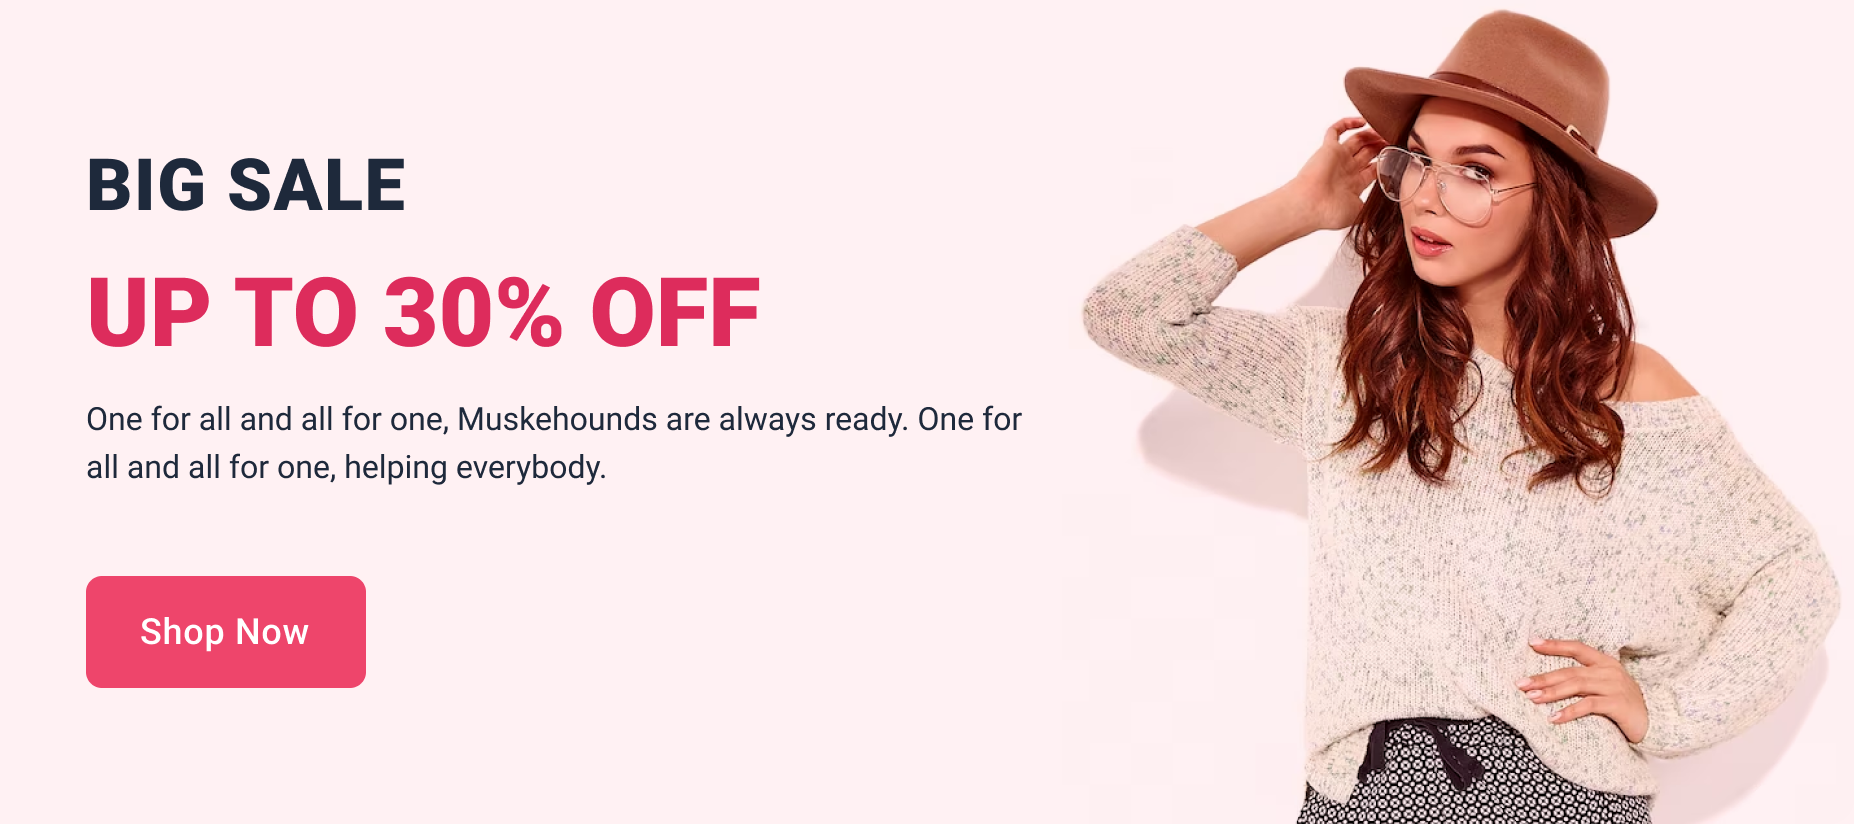 BIG SALE
UP TO 30% OFF
One for all and all for one, Muskehounds are always ready. One for
all and all for one, helping everybody.
Shop Now